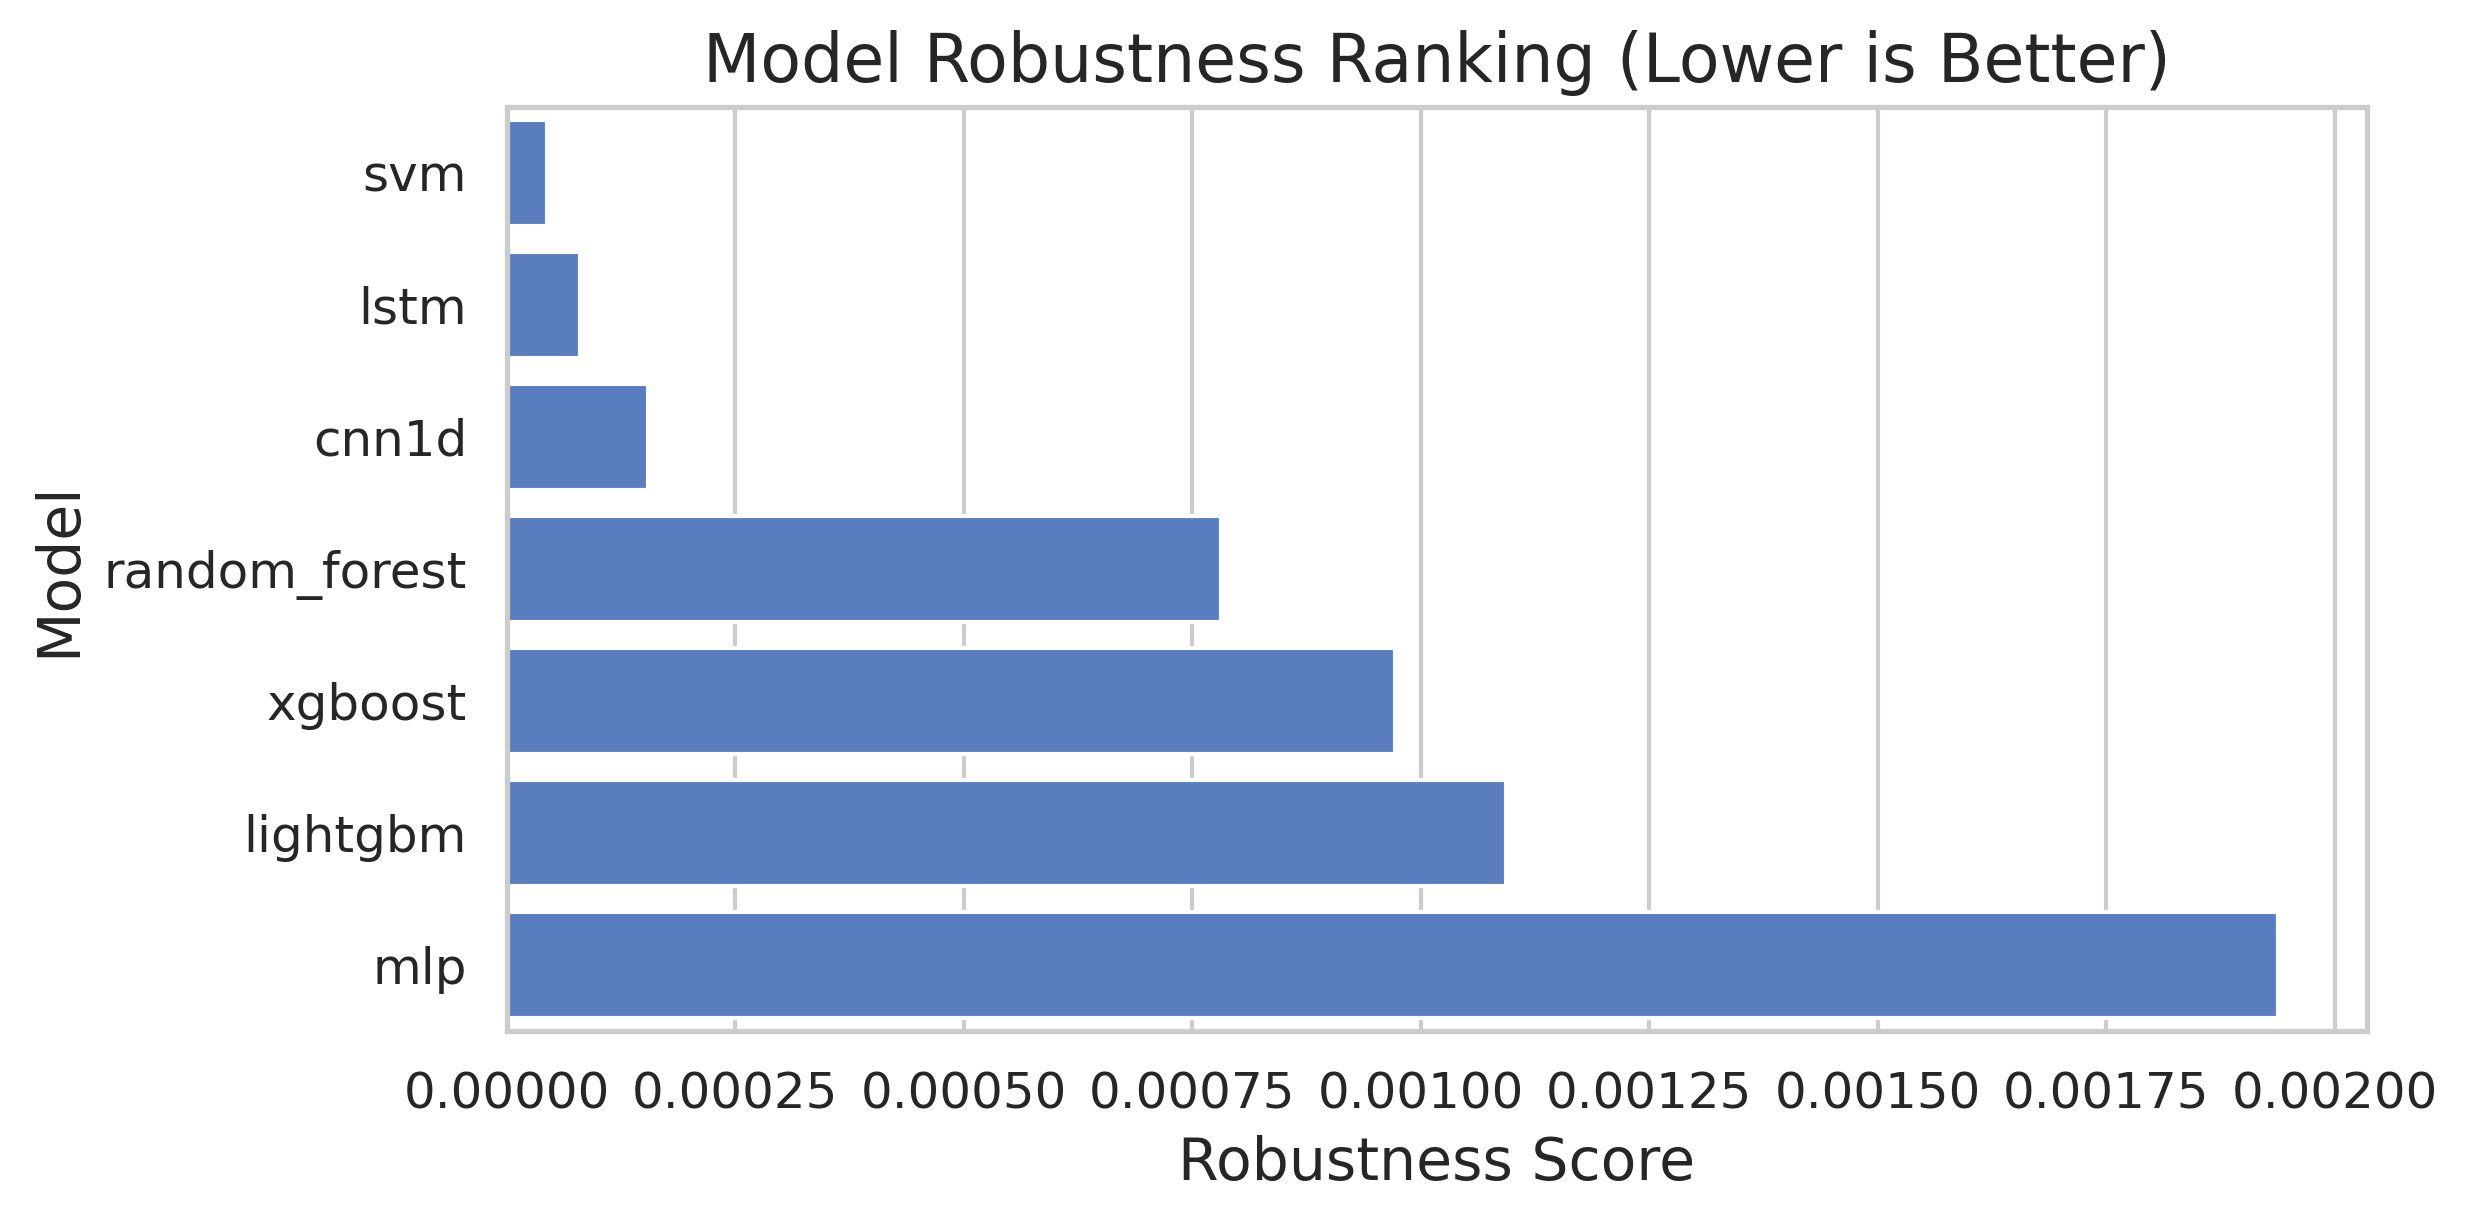 Model Robustness Ranking (Lower is Better)
Model
svm
lstm
cnn1d
random_forest
xgboost
lightgbm
mlp
0.00000 0.00025 0.00050 0.00075 0.00100 0.00125 0.00150 0.00175 0.00200
Robustness Score